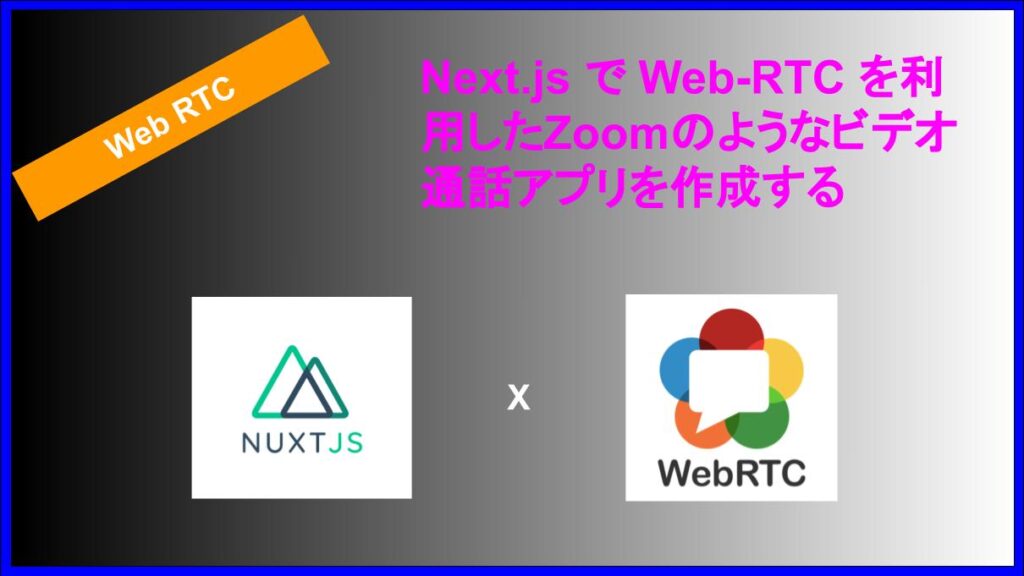 Web RTC
Next.js で Web-RTC を利
用したZoomのようなビデオ
通話アプリを作成する
NUXTJS
X
WebRTC